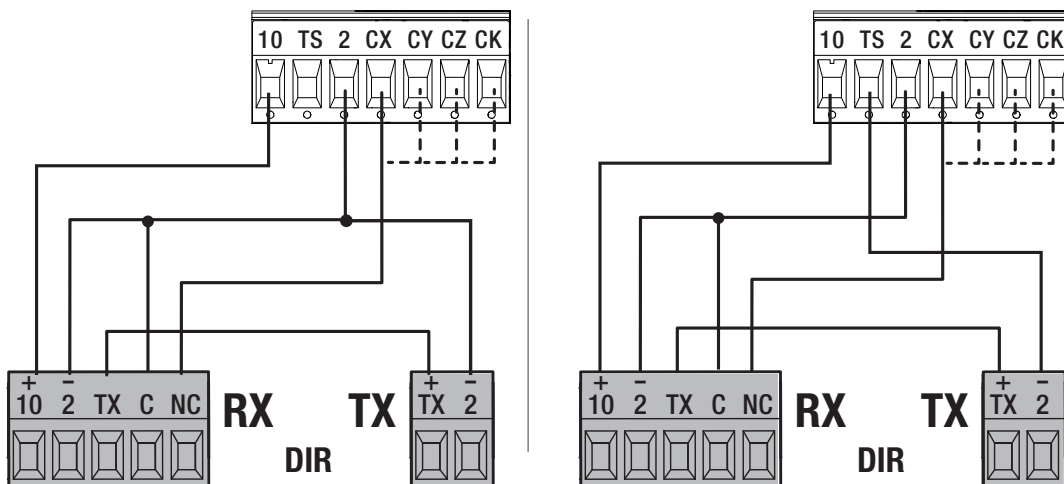 10 TS 2 CX CY CZ CK
+ − + −
10 2 TX C NC RX TX TX 2
DIR
10 TS 2 CX CY CZ CK
+ − + −
10 2 TX C NC RX TX TX 2
DIR